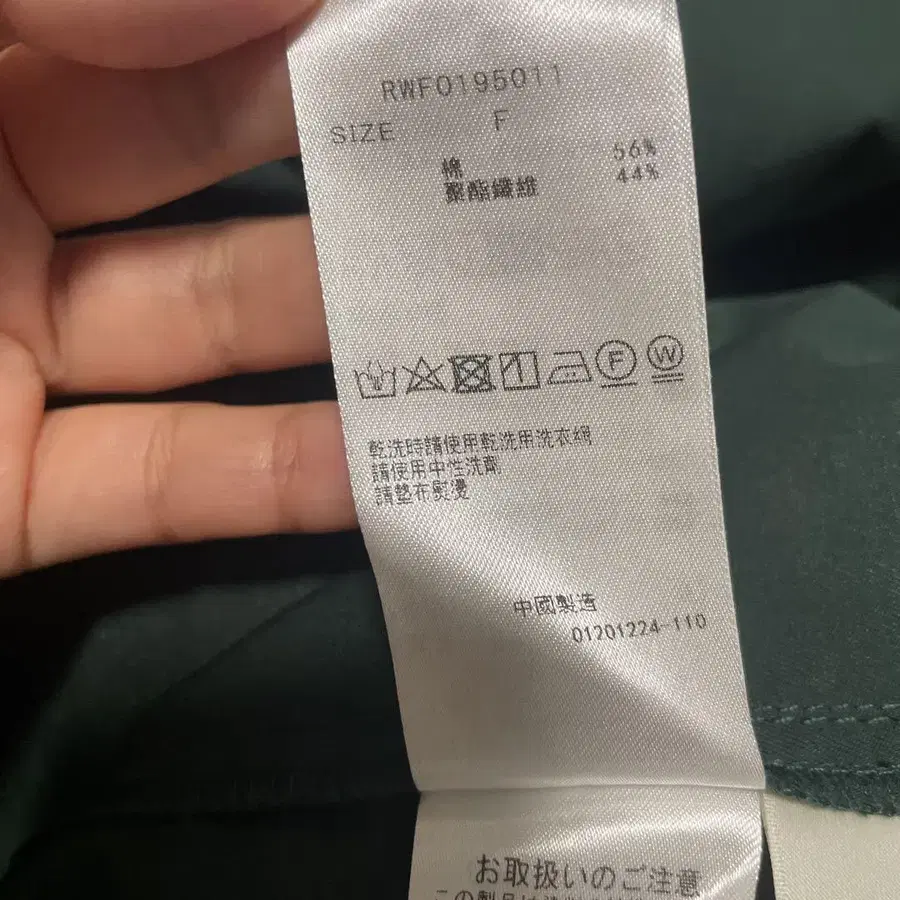 RWF0195011
SIZE F
棉 56%
聚酯纖維 44%
F W
乾洗時請使用乾洗用洗衣網
請使用中性洗劑
請墊布熨燙
中國製造
01201224-110
お取扱いのご注意